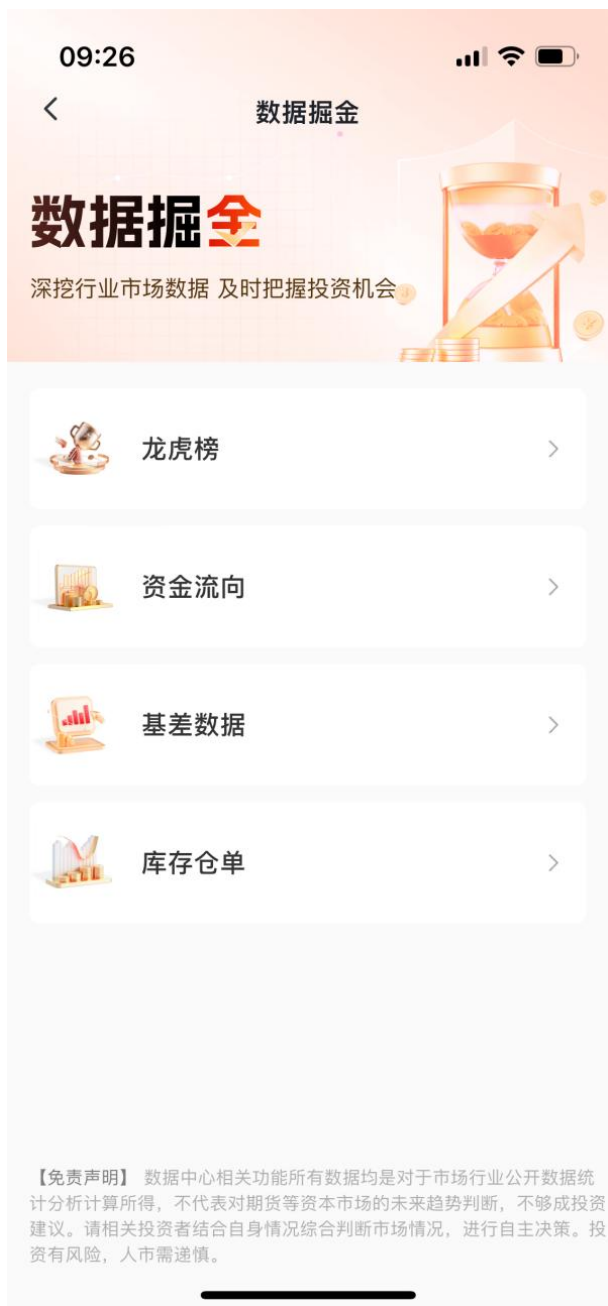 09:26
数据掘金
数据掘金
深挖行业市场数据 及时把握投资机会
龙虎榜
资金流向
基差数据
库存仓单
【免责声明】 数据中心相关功能所有数据均是对于市场行业公开数据统
计分析计算所得，不代表对期货等资本市场的未来趋势判断，不够成投资
建议。请相关投资者结合自身情况综合判断市场情况，进行自主决策。投
资有风险，人市需递慎。